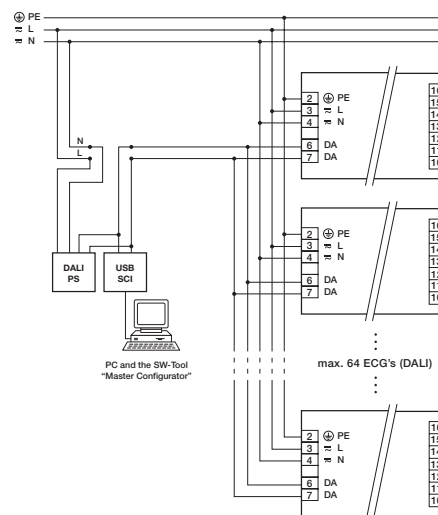 PE
L
N
N
L
DALI
PS
USB
SCI
PC and the SW-Tool
“Master Configurator”
2 PE
3 L
4 N
6 DA
7 DA
2 PE
3 L
4 N
6 DA
7 DA
max. 64 ECG’s (DALI)
2 PE
3 L
4 N
6 DA
7 DA